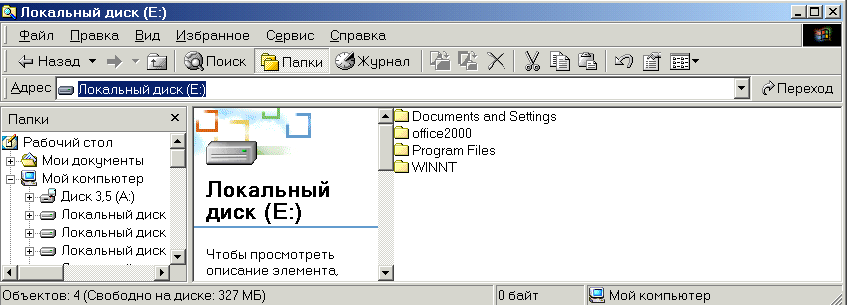 Локальный диск (E:)
Файл Правка Вид Избранное Сервис Справка
Назад Поиск Папки Журнал
Адрес Локальный диск (E:) Переход
Папки
Рабочий стол
Мои документы
Мой компьютер
Диск 3,5 (A:)
Локальный диск
Локальный диск
Локальный диск
Локальный
диск (E:)
Чтобы просмотреть
описание элемента,
Documents and Settings
office2000
Program Files
WINNT
Объектов: 4 (Свободно на диске: 327 МБ) 0 байт Мой компьютер